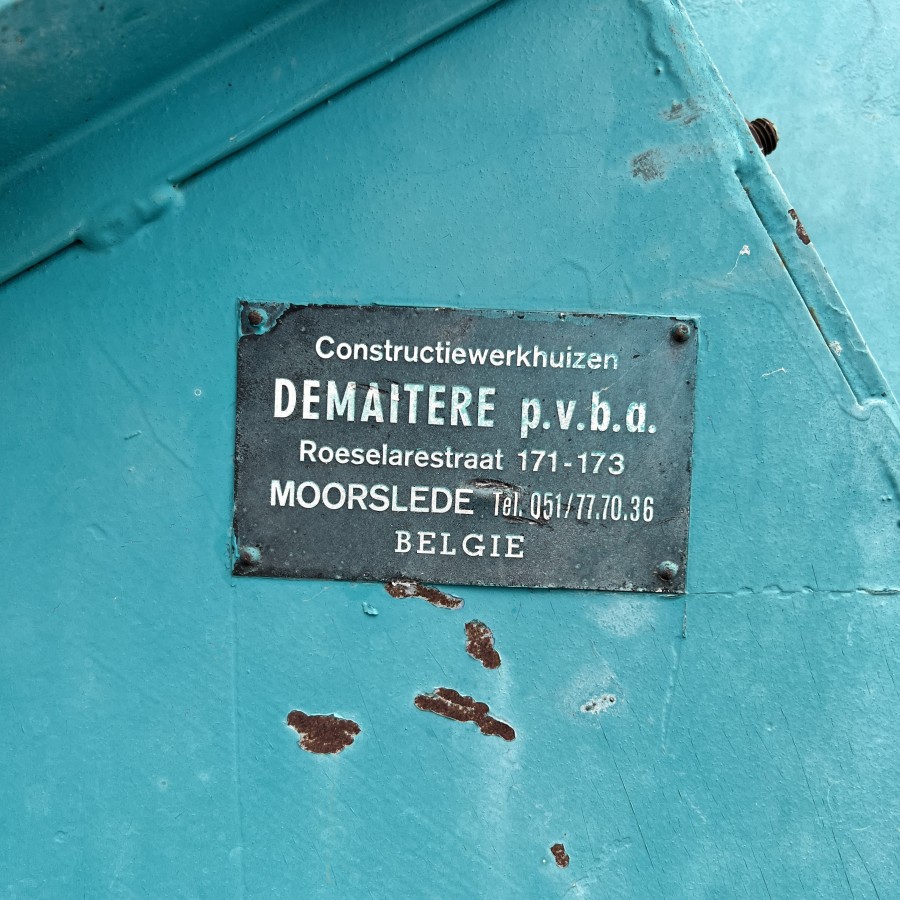 Constructiewerkhuizen
DEMAITERE p.v.b.a.
Roeselarestraat 171-173
MOORSLEDE Tel. 051/77.70.36
BELGIE